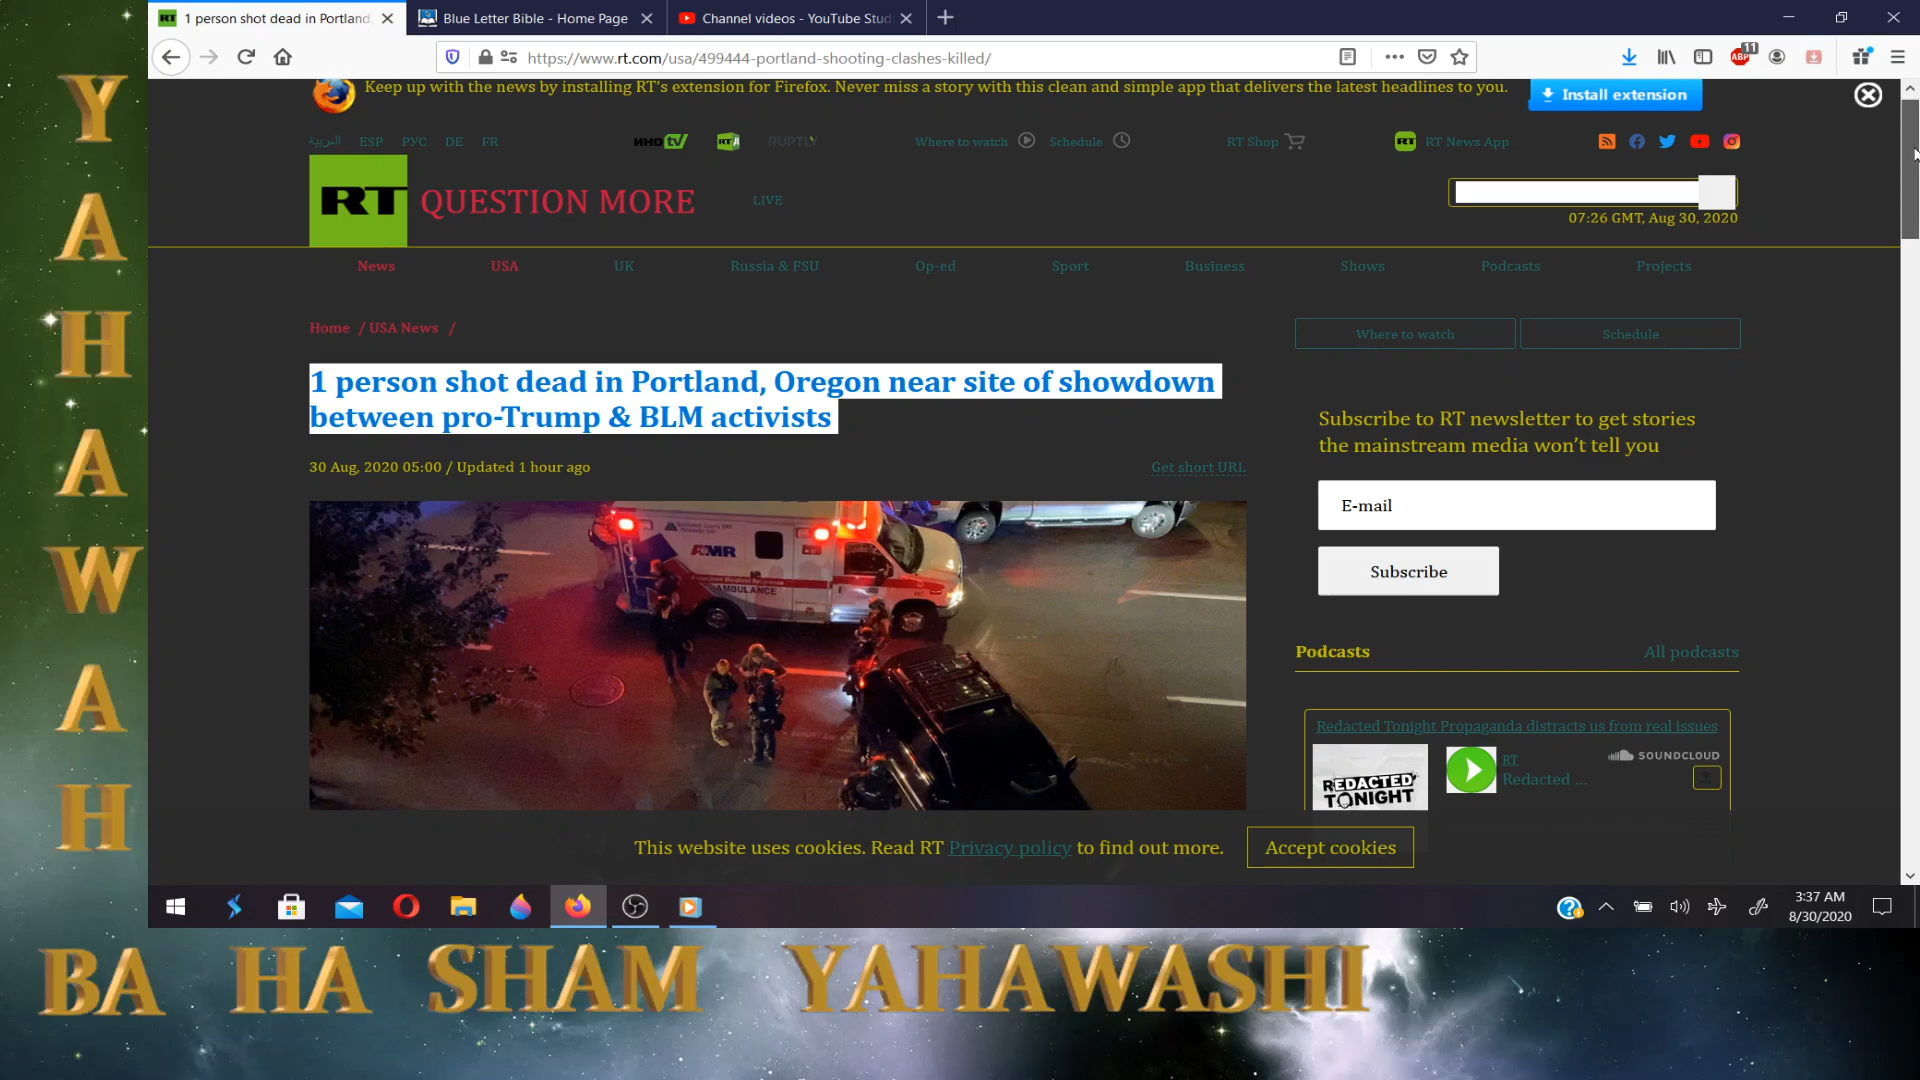 1 person shot dead in Portland,
Blue Letter Bible - Home Page
Channel videos - YouTube Stud
https://www.rt.com/usa/499444-portland-shooting-clashes-killed/
ABP
11
Keep up with the news by installing RT's extension for Firefox. Never miss a story with this clean and simple app that delivers the latest headlines to you.
Install extension
العربية ESP РУС DE FR
ИНО TV
RUPTLY
Where to watch
Schedule
RT Shop
RT News App
RT
QUESTION MORE
LIVE
07:26 GMT, Aug 30, 2020
News USA UK Russia & FSU Op-ed Sport Business Shows Podcasts Projects
Home / USA News /
Where to watch
Schedule
1 person shot dead in Portland, Oregon near site of showdown
between pro-Trump & BLM activists
30 Aug, 2020 05:00 / Updated 1 hour ago
Get short URL
Subscribe to RT newsletter to get stories
the mainstream media won't tell you
E-mail
Subscribe
AMR
AMBULANCE
Podcasts
All podcasts
Redacted Tonight Propaganda distracts us from real issues
REDACTED
TONIGHT
RT
Redacted ...
SOUNDCLOUD
This website uses cookies. Read RT Privacy policy to find out more.
Accept cookies
3:37 AM
8/30/2020
YAHAWAH
BA HA SHAM YAHAWASHI